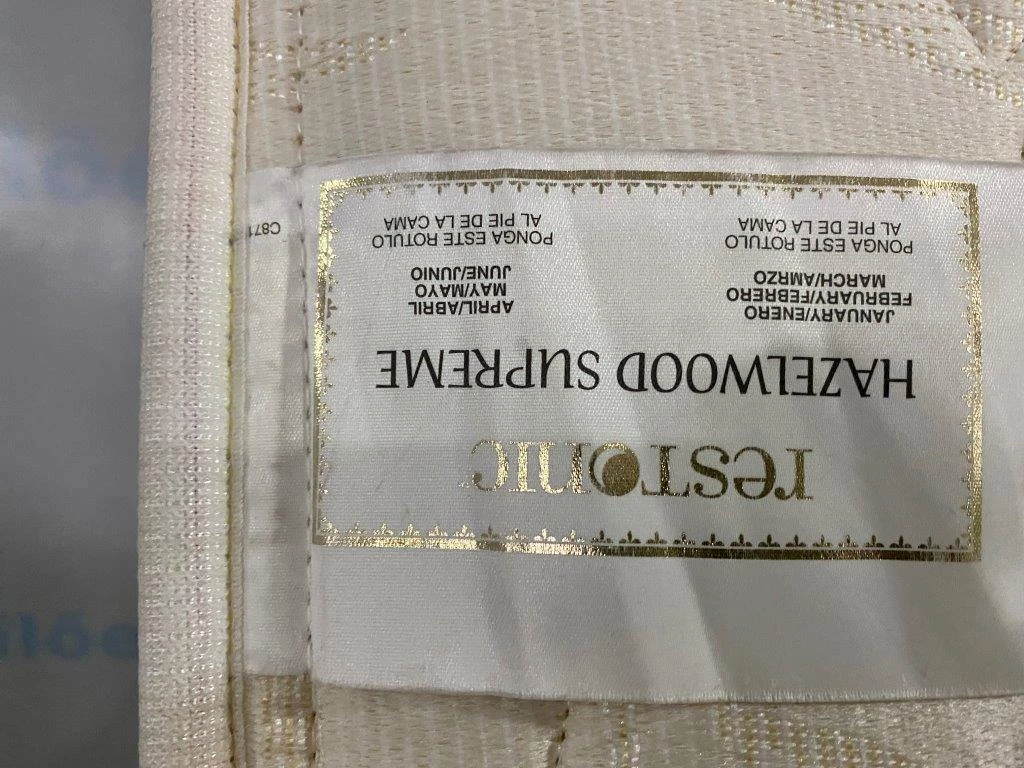 resTonic
HAZELWOOD SUPREME
JANUARY/ENERO
FEBRUARY/FEBRERO
MARCH/AMRZO
PONGA ESTE ROTULO
AL PIE DE LA CAMA
APRIL/ABRIL
MAY/MAYO
JUNE/JUNIO
PONGA ESTE ROTULO
AL PIE DE LA CAMA
C871